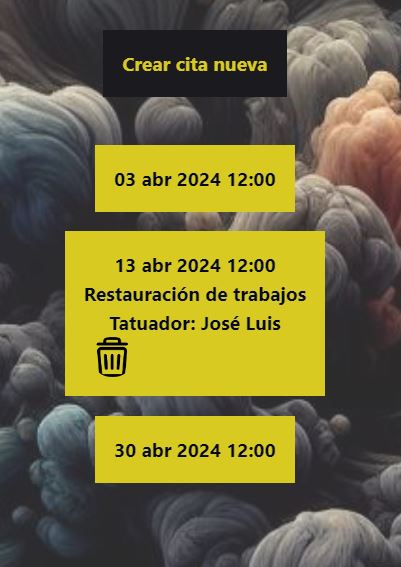 Crear cita nueva
03 abr 2024 12:00
13 abr 2024 12:00
Restauración de trabajos
Tatuador: José Luis
30 abr 2024 12:00